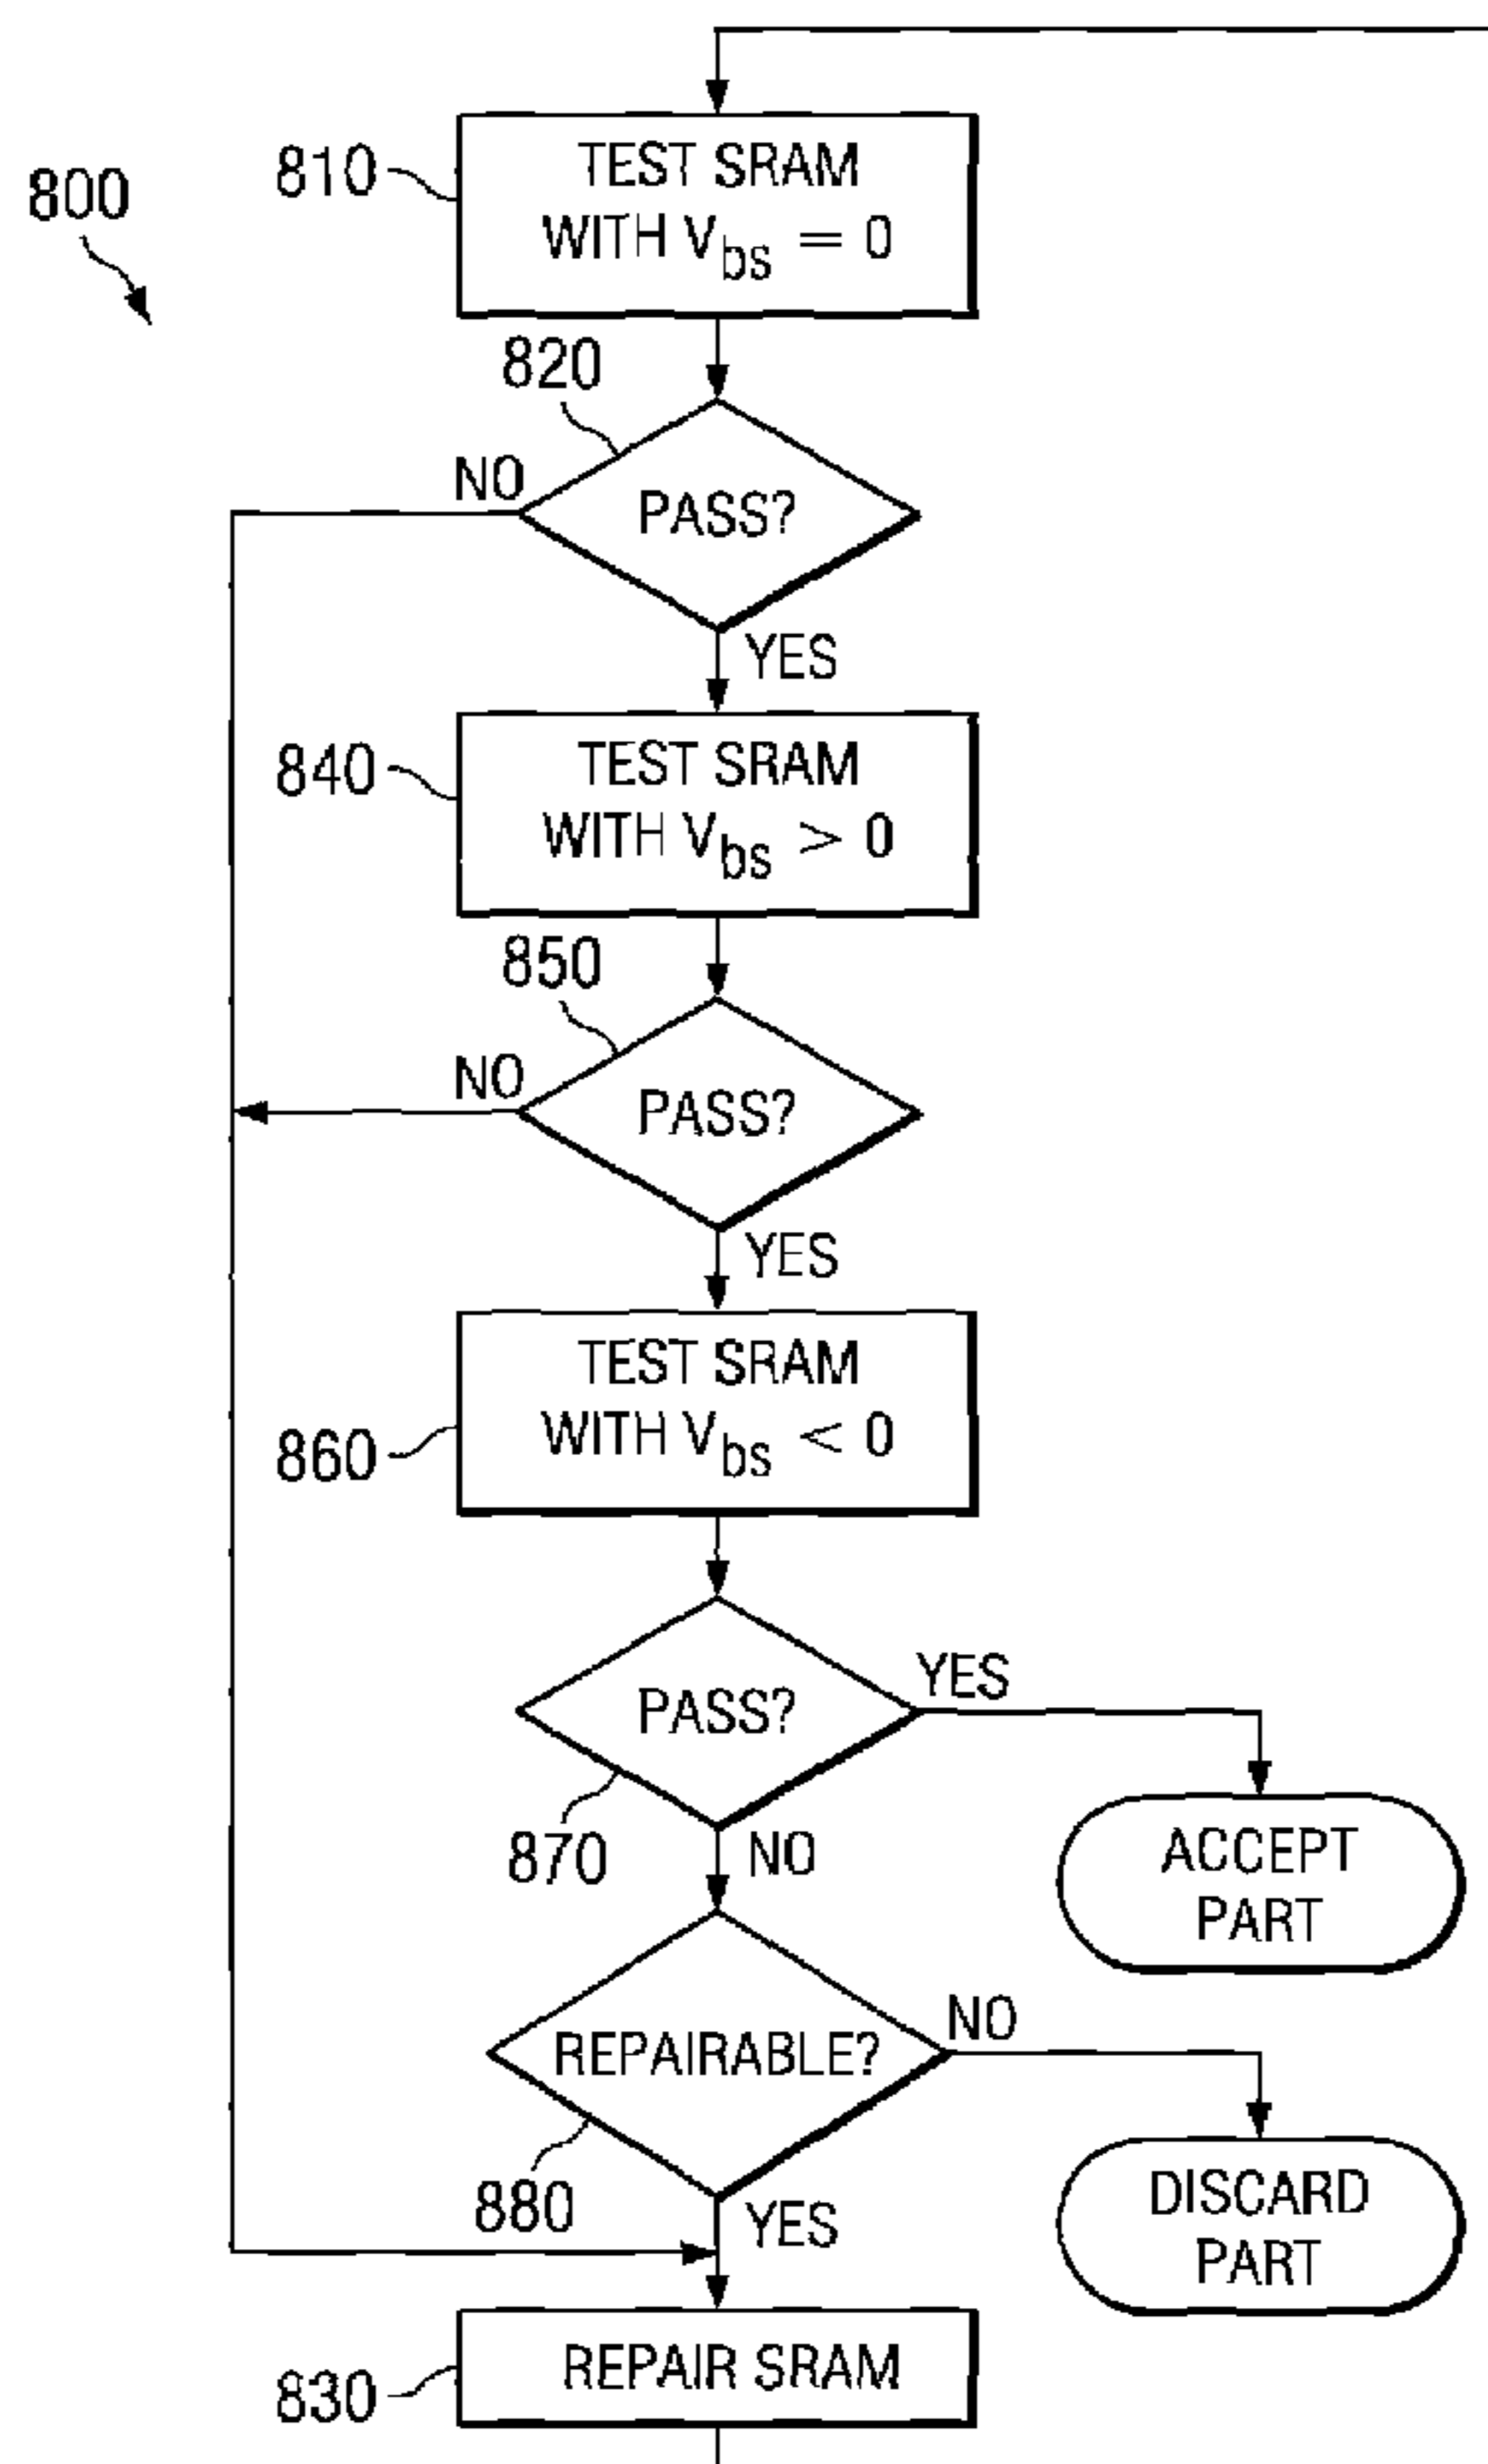 800
810
TEST SRAM
WITH Vbs = 0
820
NO
PASS?
YES
840
TEST SRAM
WITH Vbs > 0
850
NO
PASS?
YES
860
TEST SRAM
WITH Vbs < 0
PASS?
YES
870
NO
ACCEPT
PART
REPAIRABLE?
NO
880
YES
DISCARD
PART
830
REPAIR SRAM